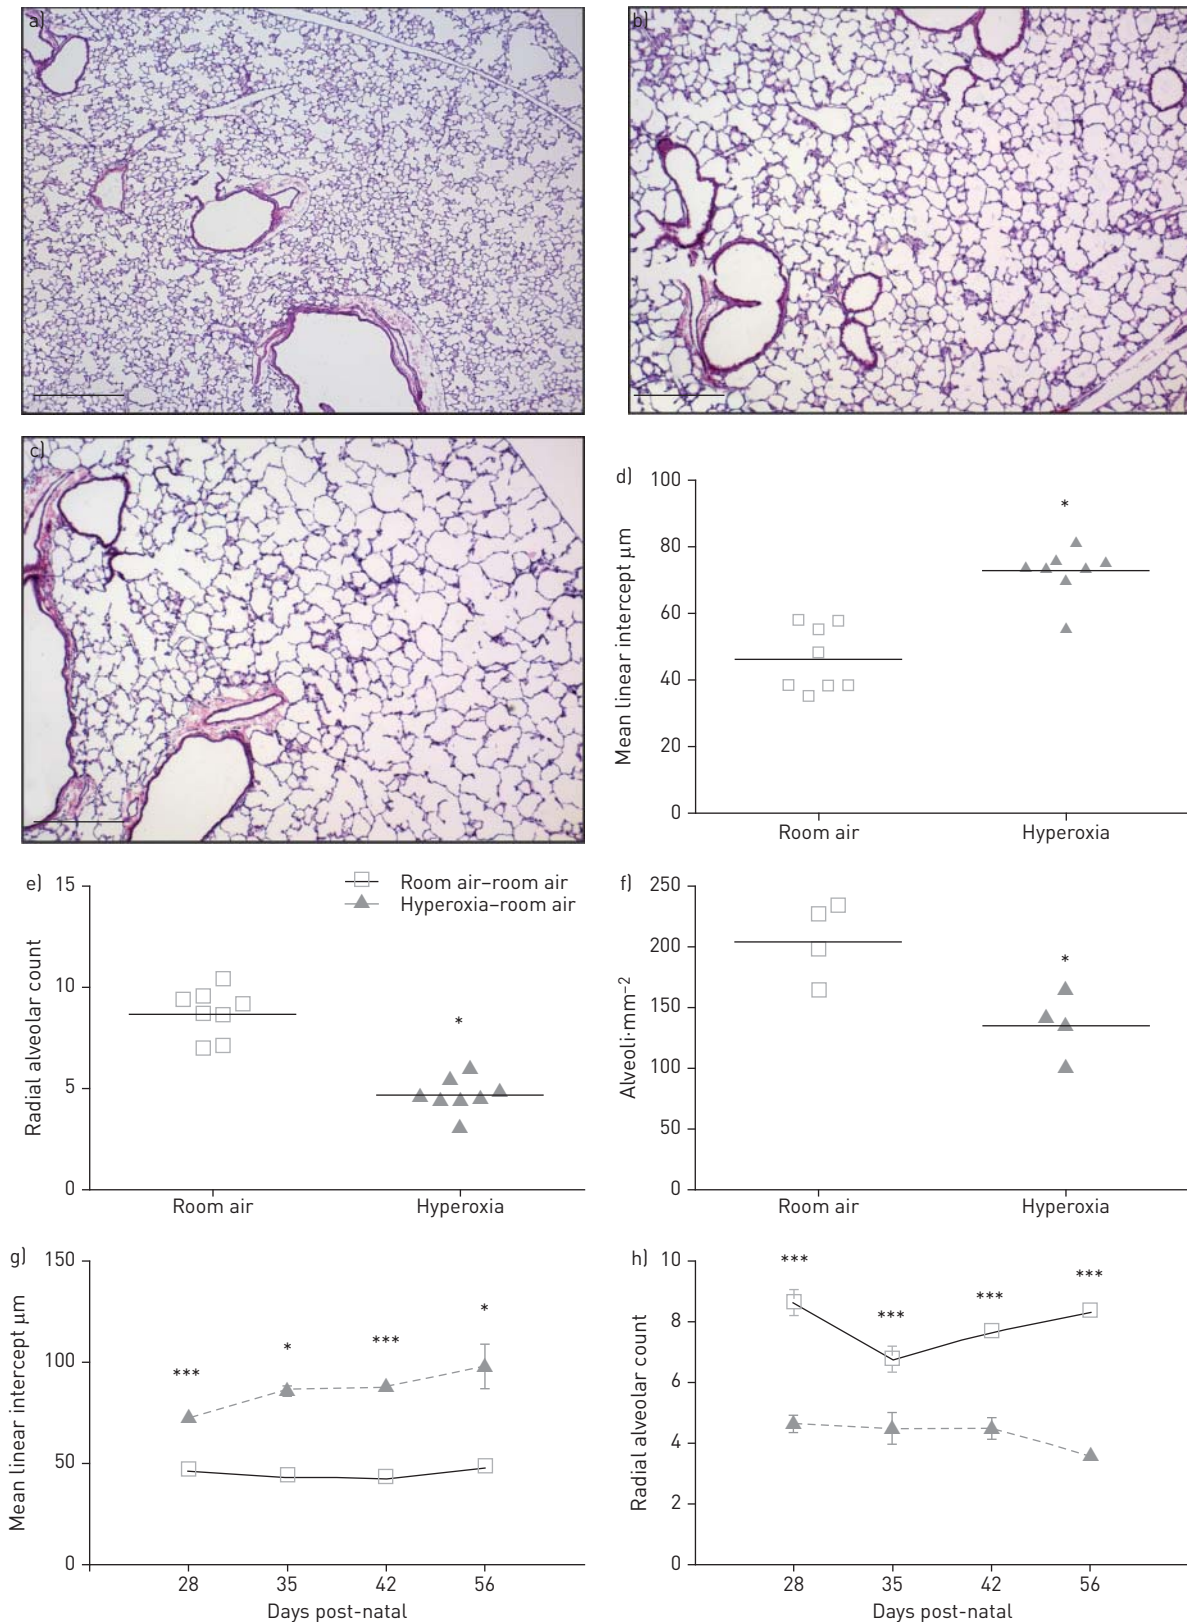 a)
b)
c)
d)
100
80
60
40
20
0
Mean linear intercept μm
*
Room air
Hyperoxia
e)
15
10
5
0
Radial alveolar count
Room air–room air
Hyperoxia–room air
*
Room air
Hyperoxia
f)
250
200
150
100
50
0
Alveoli·mm⁻²
*
Room air
Hyperoxia
g)
150
100
50
0
Mean linear intercept μm
***
*
***
*
28 35 42 56
Days post-natal
h)
10
8
6
4
2
0
Radial alveolar count
***
***
***
***
28 35 42 56
Days post-natal